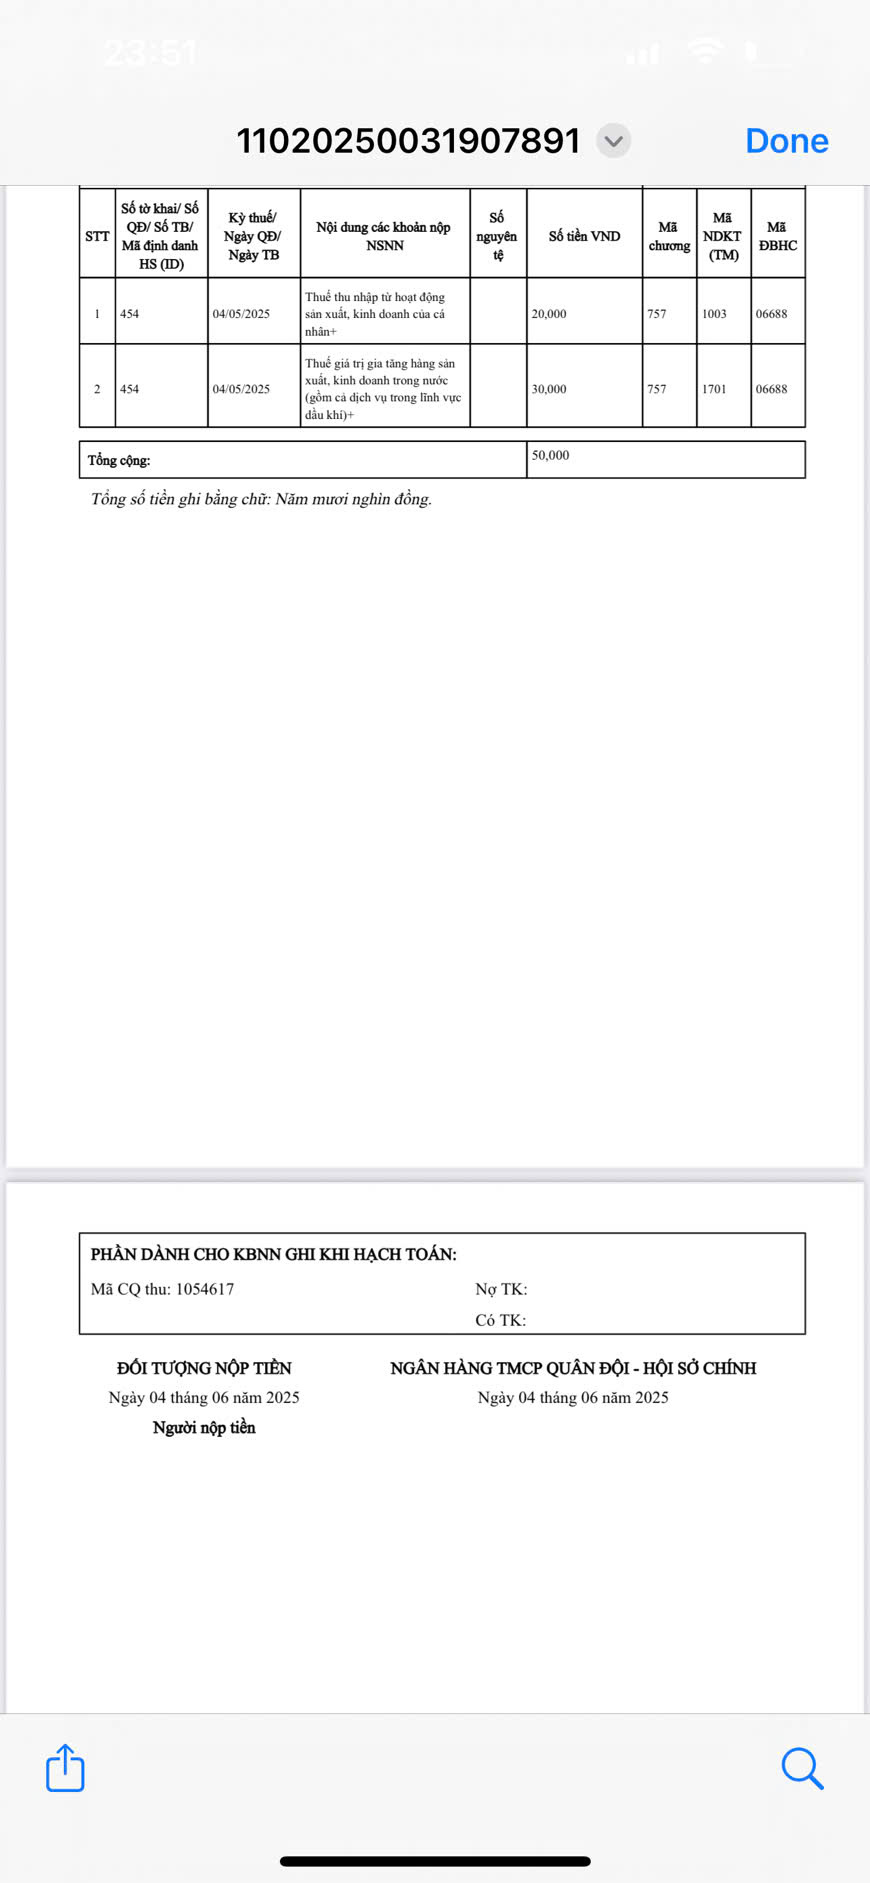 23:51
11020250031907891
Done
STT
Số tờ khai/ Số
QĐ/ Số TB/
Mã định danh
HS (ID)
Kỳ thuế/
Ngày QĐ/
Ngày TB
Nội dung các khoản nộp
NSNN
Số
nguyên
tệ
Số tiền VND
Mã
chương
Mã
NDKT
(TM)
Mã
ĐBHC
1
454
04/05/2025
Thuế thu nhập từ hoạt động
sản xuất, kinh doanh của cá
nhân+
20,000
757
1003
06688
2
454
04/05/2025
Thuế giá trị gia tăng hàng sản
xuất, kinh doanh trong nước
(gồm cả dịch vụ trong lĩnh vực
dầu khí)+
30,000
757
1701
06688
Tổng cộng:
50,000
Tổng số tiền ghi bằng chữ: Năm mươi nghìn đồng.
PHẦN DÀNH CHO KBNN GHI KHI HẠCH TOÁN:
Mã CQ thu: 1054617
Nợ TK:
Có TK:
ĐỐI TƯỢNG NỘP TIỀN
Ngày 04 tháng 06 năm 2025
Người nộp tiền
NGÂN HÀNG TMCP QUÂN ĐỘI - HỘI SỞ CHÍNH
Ngày 04 tháng 06 năm 2025